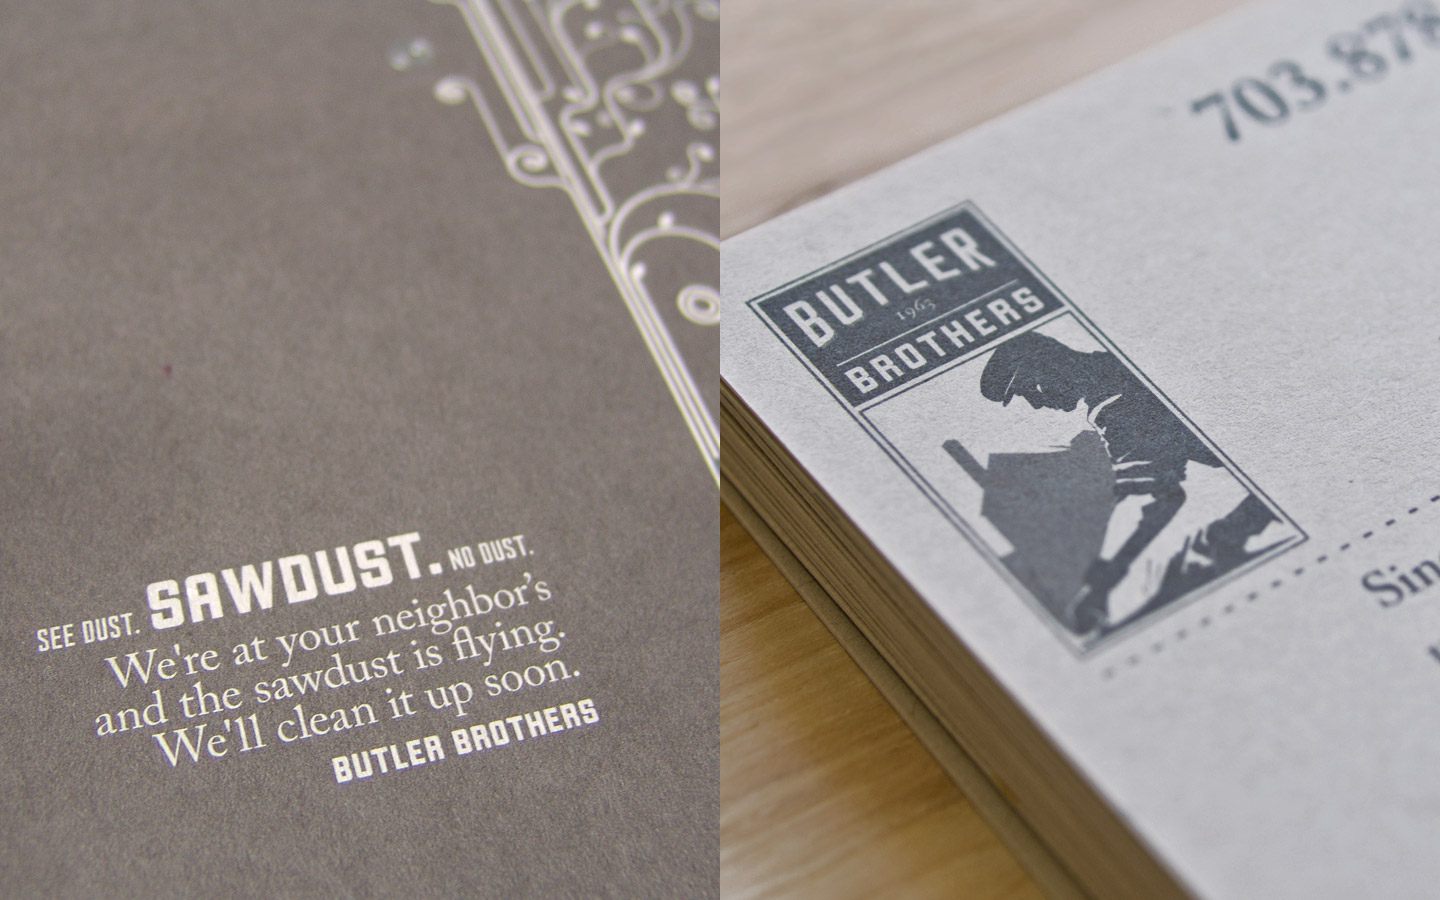 SEE DUST. SAWDUST. NO DUST.
We're at your neighbor's
and the sawdust is flying.
We'll clean it up soon.
BUTLER BROTHERS
703.878
BUTLER
1963
BROTHERS